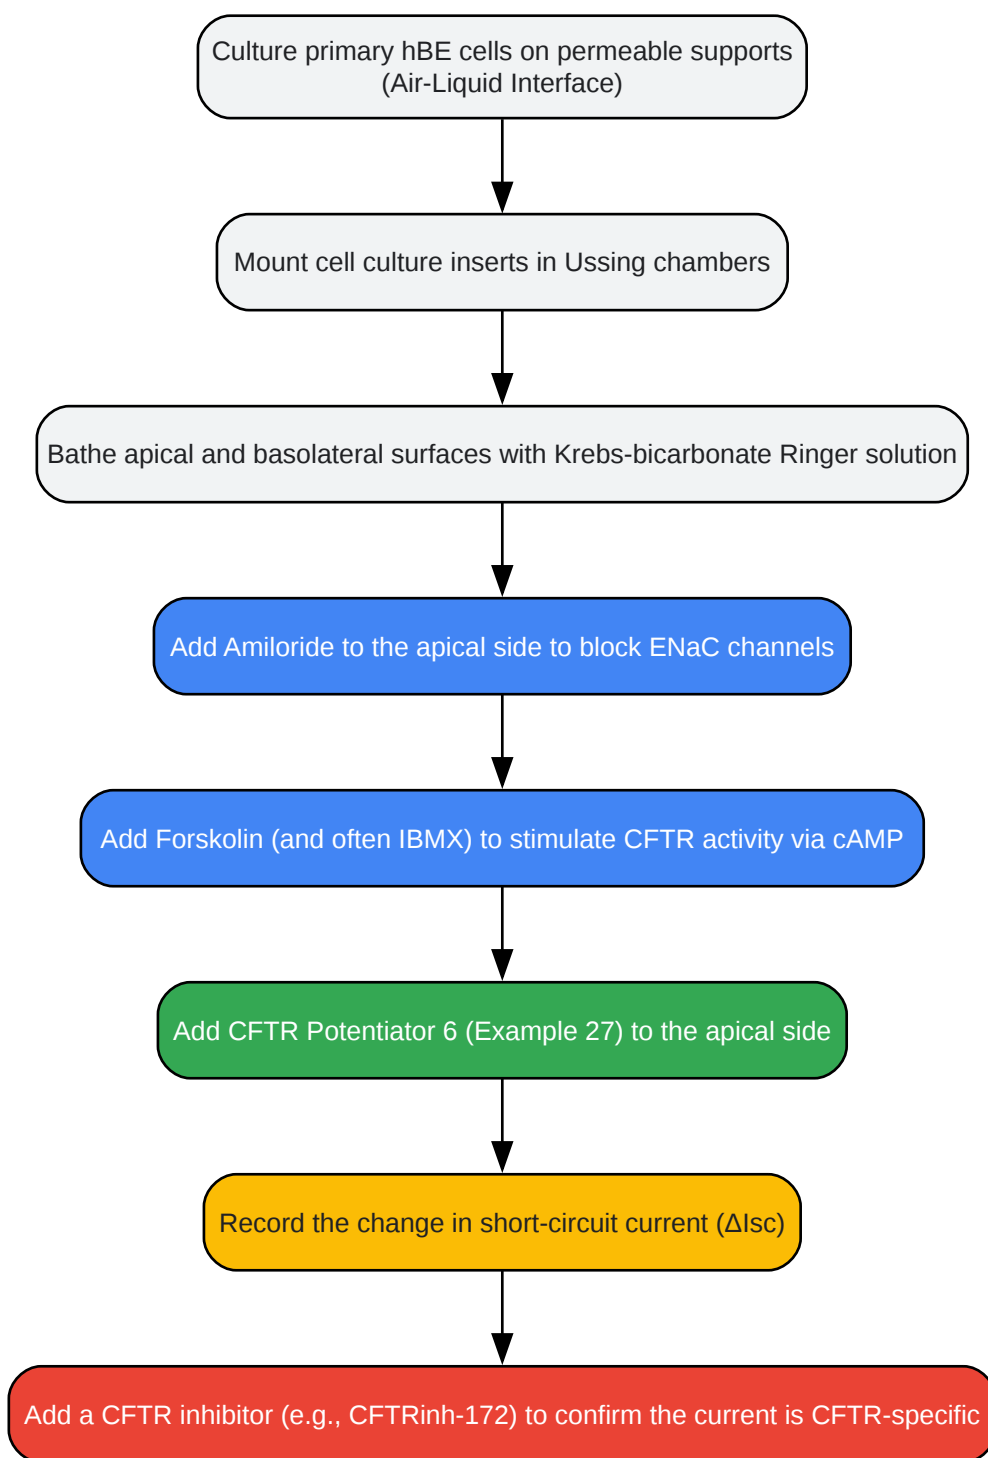 Culture primary hBE cells on permeable supports
(Air-Liquid Interface)
Mount cell culture inserts in Ussing chambers
Bathe apical and basolateral surfaces with Krebs-bicarbonate Ringer solution
Add Amiloride to the apical side to block ENaC channels
Add Forskolin (and often IBMX) to stimulate CFTR activity via cAMP
Add CFTR Potentiator 6 (Example 27) to the apical side
Record the change in short-circuit current (ΔIsc)
Add a CFTR inhibitor (e.g., CFTRinh-172) to confirm the current is CFTR-specific